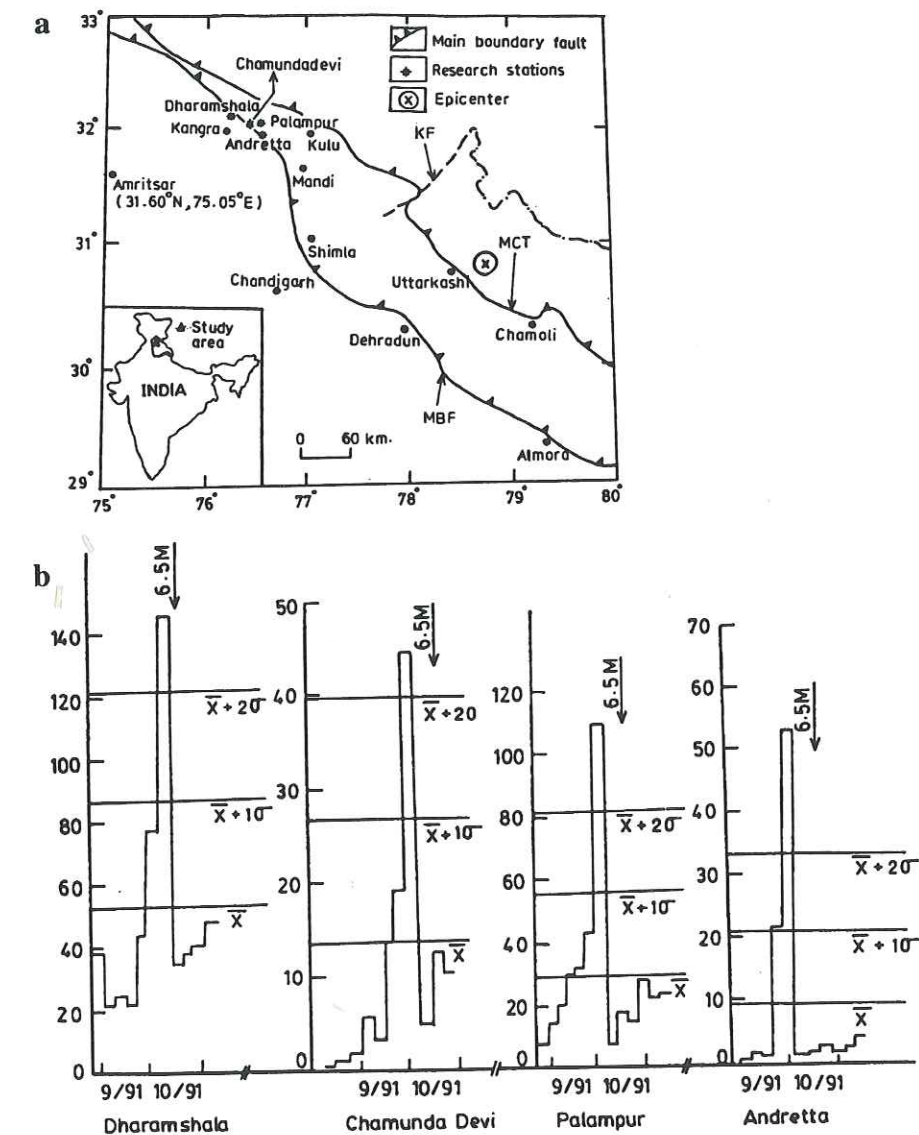 a
33°
32°
31°
30°
29°
75°
76°
77°
78°
79°
80°
Main boundary fault
Research stations
Epicenter
Chamundadevi
Dharamshala
Palampur
Kangra
Andretta
Kulu
KF
Amritsar
(31.60°N,75.05°E)
Mandi
Shimla
MCT
Uttarkashi
Chandigarh
Chamoli
Dehradun
Study
area
INDIA
MBF
0 60 km.
Almora
b
140
120
100
80
60
40
20
0
6.5M
X̄+2σ
X̄+1σ
X̄
9/91 10/91
Dharamshala
50
40
30
20
10
0
6.5M
X̄+2σ
X̄+1σ
X̄
9/91 10/91
Chamunda Devi
120
100
80
60
40
20
0
6.5M
X̄+2σ
X̄+1σ
X̄
9/91 10/91
Palampur
70
60
50
40
30
20
10
0
6.5M
X̄+2σ
X̄+1σ
X̄
9/91 10/91
Andretta